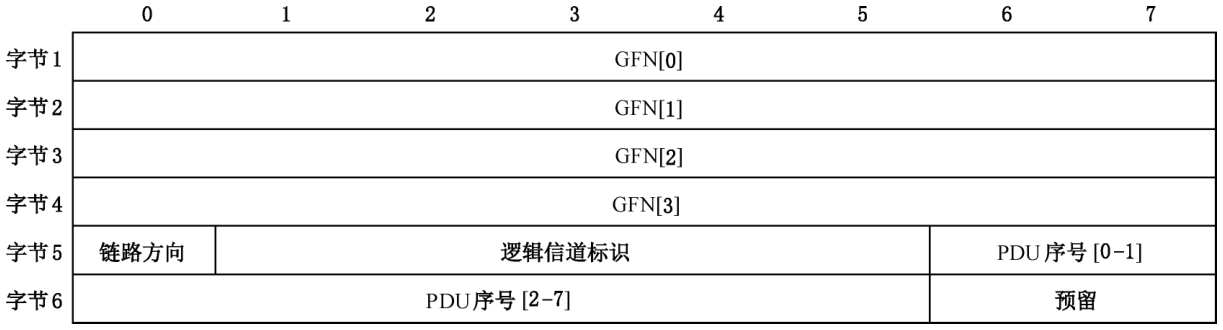 0 1 2 3 4 5 6 7
字节1 GFN[0]
字节2 GFN[1]
字节3 GFN[2]
字节4 GFN[3]
字节5 链路方向 逻辑信道标识 PDU序号[0-1]
字节6 PDU序号[2-7] 预留